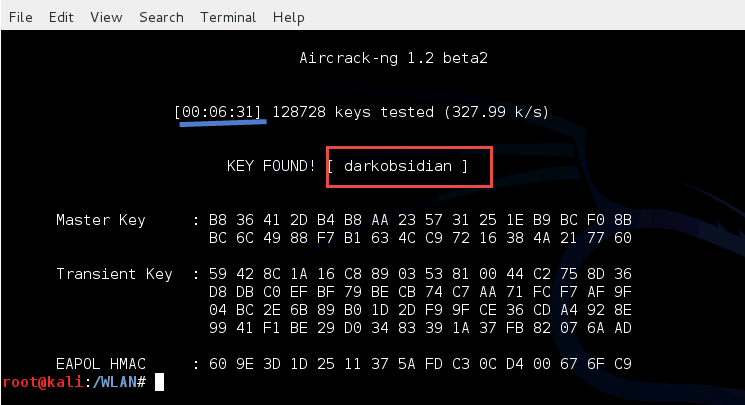 File Edit View Search Terminal Help
Aircrack-ng 1.2 beta2
[00:06:31] 128728 keys tested (327.99 k/s)
KEY FOUND! [ darkobsidian ]
Master Key : B8 36 41 2D B4 B8 AA 23 57 31 25 1E B9 BC F0 8B
BC 6C 49 88 F7 B1 63 4C C9 72 16 38 4A 21 77 60
Transient Key : 59 42 8C 1A 16 C8 89 03 53 81 00 44 C2 75 8D 36
D8 DB C0 EF BF 79 BE CB 74 C7 AA 71 FC F7 AF 9F
04 BC 2E 6B 89 B0 1D 2D F9 9F CE 36 CD A4 92 8E
99 41 F1 BE 29 D0 34 83 39 1A 37 FB 82 07 6A AD
EAPOL HMAC : 60 9E 3D 1D 25 11 37 5A FD C3 0C D4 00 67 6F C9
root@kali:/WLAN#